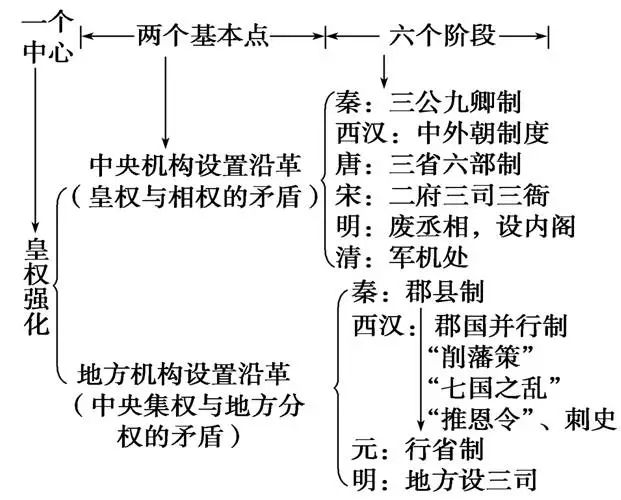 一个
中心
两个基本点
六个阶段
秦：三公九卿制
西汉：中外朝制度
唐：三省六部制
宋：二府三司三衙
明：废丞相，设内阁
清：军机处
中央机构设置沿革
（皇权与相权的矛盾）
皇权强化
秦：郡县制
西汉：郡国并行制
“削藩策”
“七国之乱”
“推恩令”、刺史
元：行省制
明：地方设三司
地方机构设置沿革
（中央集权与地方分
权的矛盾）